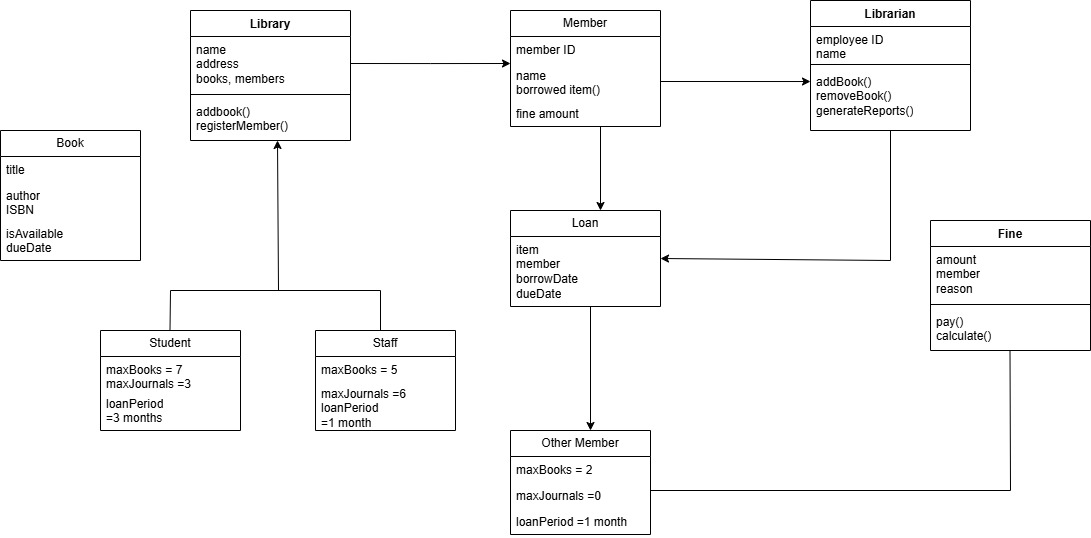 Library
name
address
books, members
addbook()
registerMember()
Member
member ID
name
borrowed item()
fine amount
Librarian
employee ID
name
addBook()
removeBook()
generateReports()
Book
title
author
ISBN
isAvailable
dueDate
Loan
item
member
borrowDate
dueDate
Fine
amount
member
reason
pay()
calculate()
Student
maxBooks = 7
maxJournals =3
loanPeriod
=3 months
Staff
maxBooks = 5
maxJournals =6
loanPeriod
=1 month
Other Member
maxBooks = 2
maxJournals =0
loanPeriod =1 month